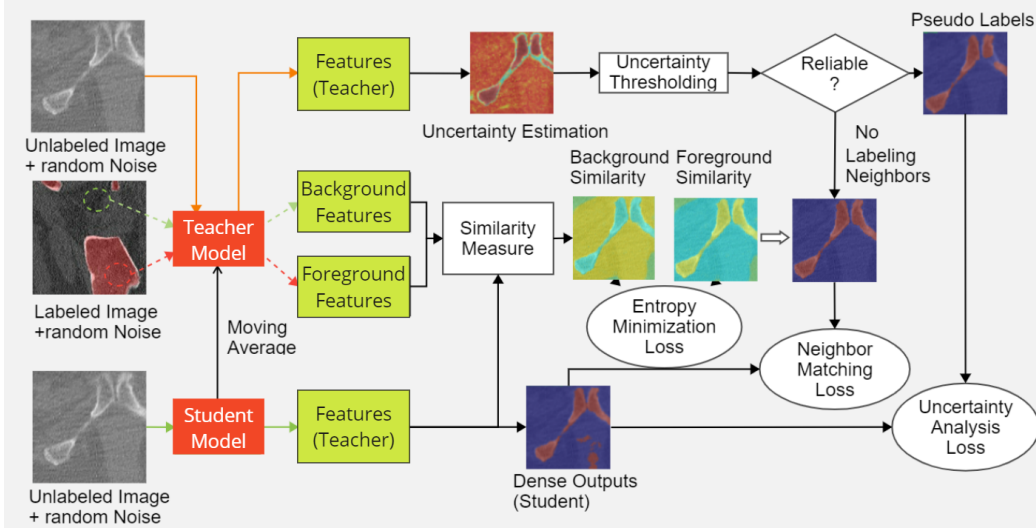 Pseudo Labels
Features
(Teacher)
Uncertainty
Thresholding
Reliable
?
Unlabeled Image
+ random Noise
Uncertainty Estimation
No
Labeling
Neighbors
Background
Similarity
Foreground
Similarity
Background
Features
Teacher
Model
Similarity
Measure
Foreground
Features
Labeled Image
+random Noise
Moving
Average
Entropy
Minimization
Loss
Neighbor
Matching
Loss
Student
Model
Features
(Teacher)
Uncertainty
Analysis
Loss
Dense Outputs
(Student)
Unlabeled Image
+ random Noise